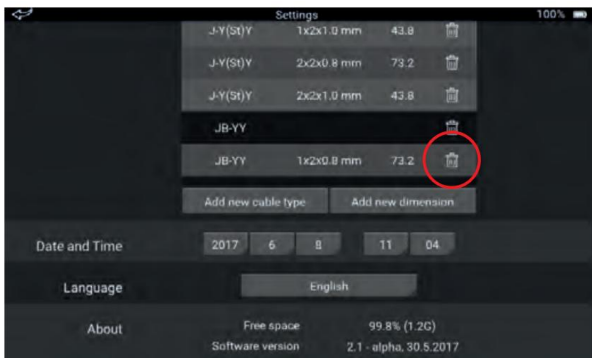 Settings 100%
J-Y(St)Y 1x2x1.0 mm 43.8
J-Y(St)Y 2x2x0.8 mm 73.2
J-Y(St)Y 2x2x1.0 mm 43.8
JB-YY
JB-YY 1x2x0.8 mm 73.2
Add new cable type Add new dimension
Date and Time 2017 6 8 11 04
Language English
About Free space 99.8% (1.2G)
Software version 2.1 - alpha, 30.5.2017